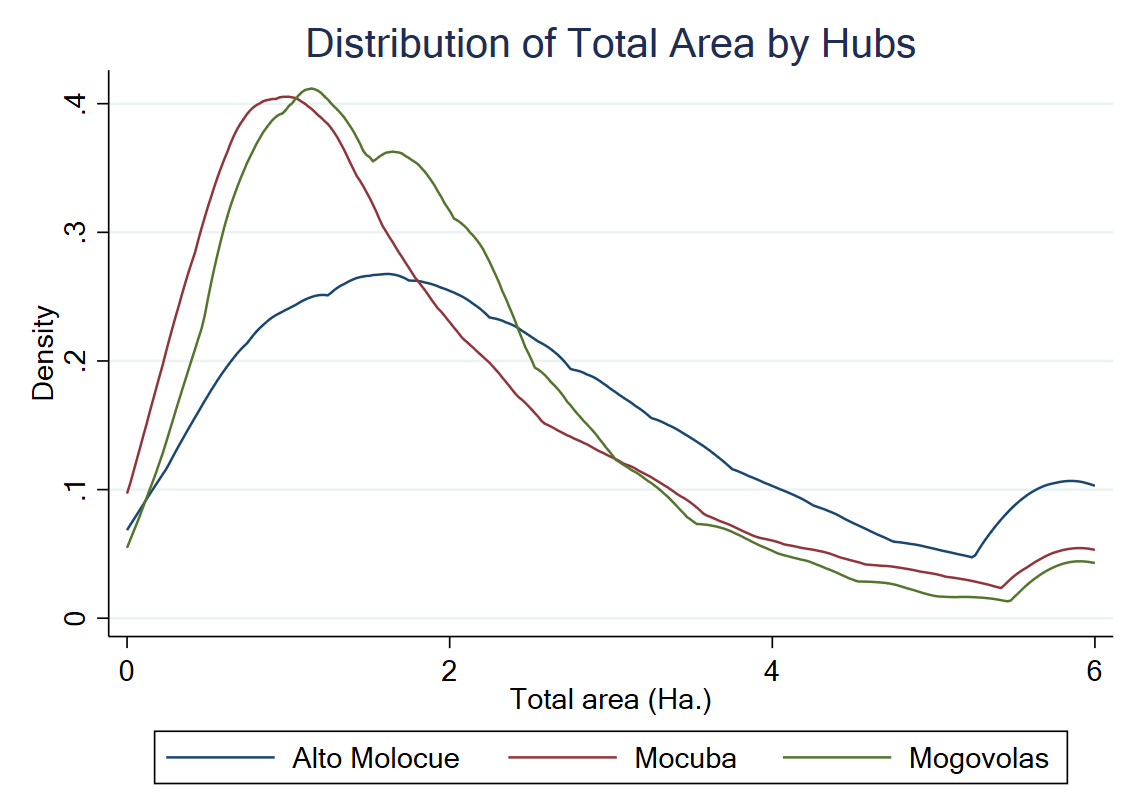 Distribution of Total Area by Hubs
Density
.4
.3
.2
.1
0
0 2 4 6
Total area (Ha.)
Alto Molocue Mocuba Mogovolas